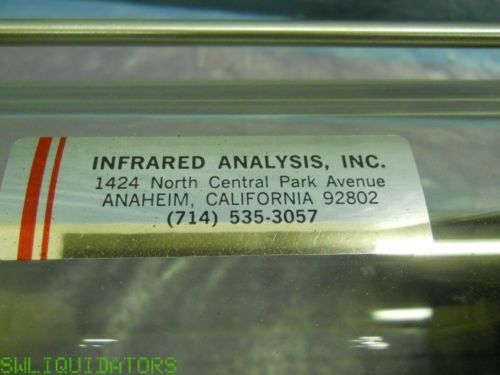 INFRARED ANALYSIS, INC.
1424 North Central Park Avenue
ANAHEIM, CALIFORNIA 92802
(714) 535-3057
SWLIQUIDATORS